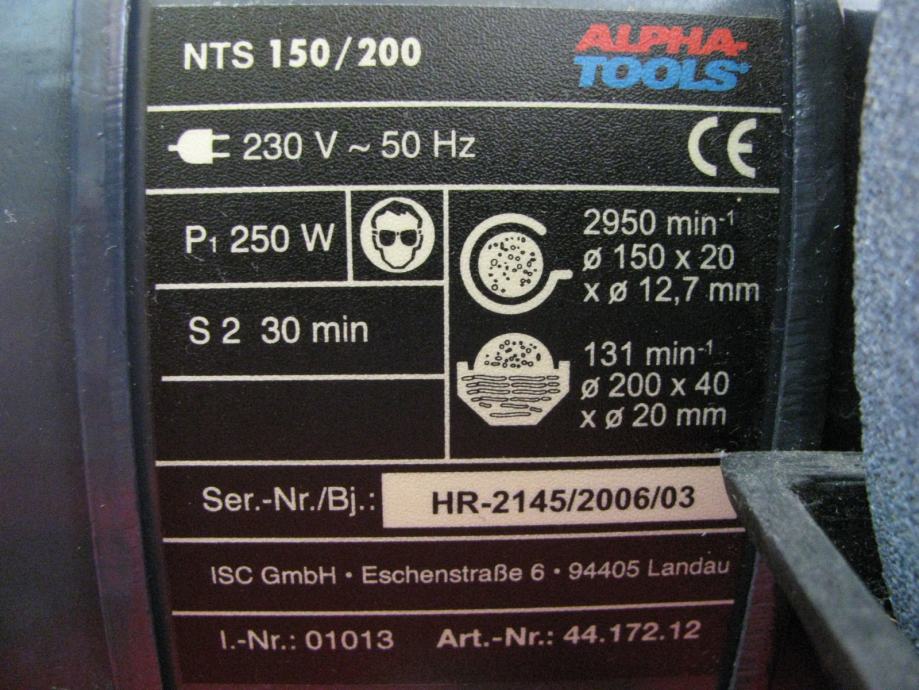 NTS 150/200
ALPHA-
TOOLS®
230 V ~ 50 Hz
CE
P₁ 250 W
2950 min⁻¹
ø 150 x 20
x ø 12,7 mm
S 2 30 min
131 min⁻¹
ø 200 x 40
x ø 20 mm
Ser.-Nr./Bj.: HR-2145/2006/03
ISC GmbH · Eschenstraße 6 · 94405 Landau
I.-Nr.: 01013 Art.-Nr.: 44.172.12